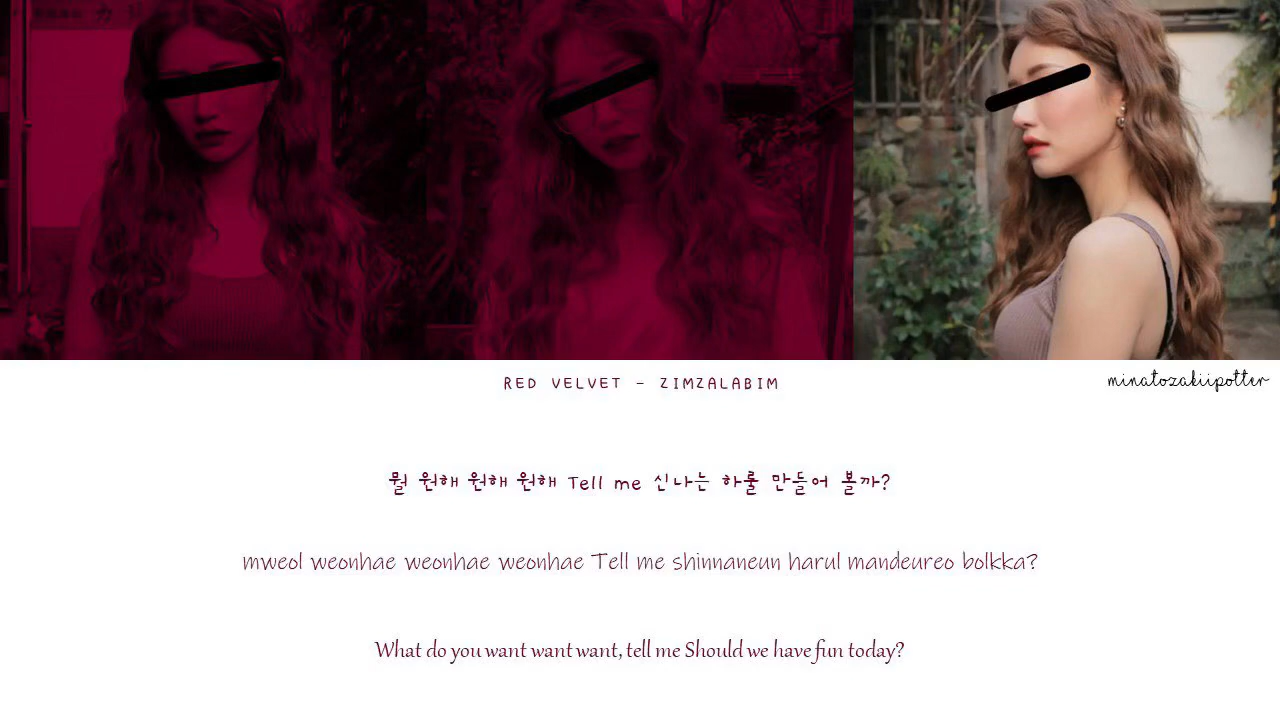 RED VELVET - ZIMZALABIM
minatozakiipotter
뭘 원해 원해 원해 Tell me 신나는 하룰 만들어 볼까?
mweol weonhae weonhae weonhae Tell me shinnaneun harul mandeureo bolkka?
What do you want want want, tell me Should we have fun today?